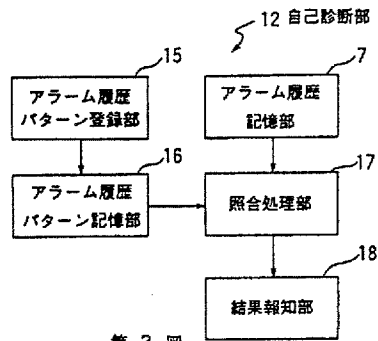 12 自己診断部
15
アラーム履歴
パターン登録部
7
アラーム履歴
記憶部
16
アラーム履歴
パターン記憶部
17
照合処理部
18
結果報知部